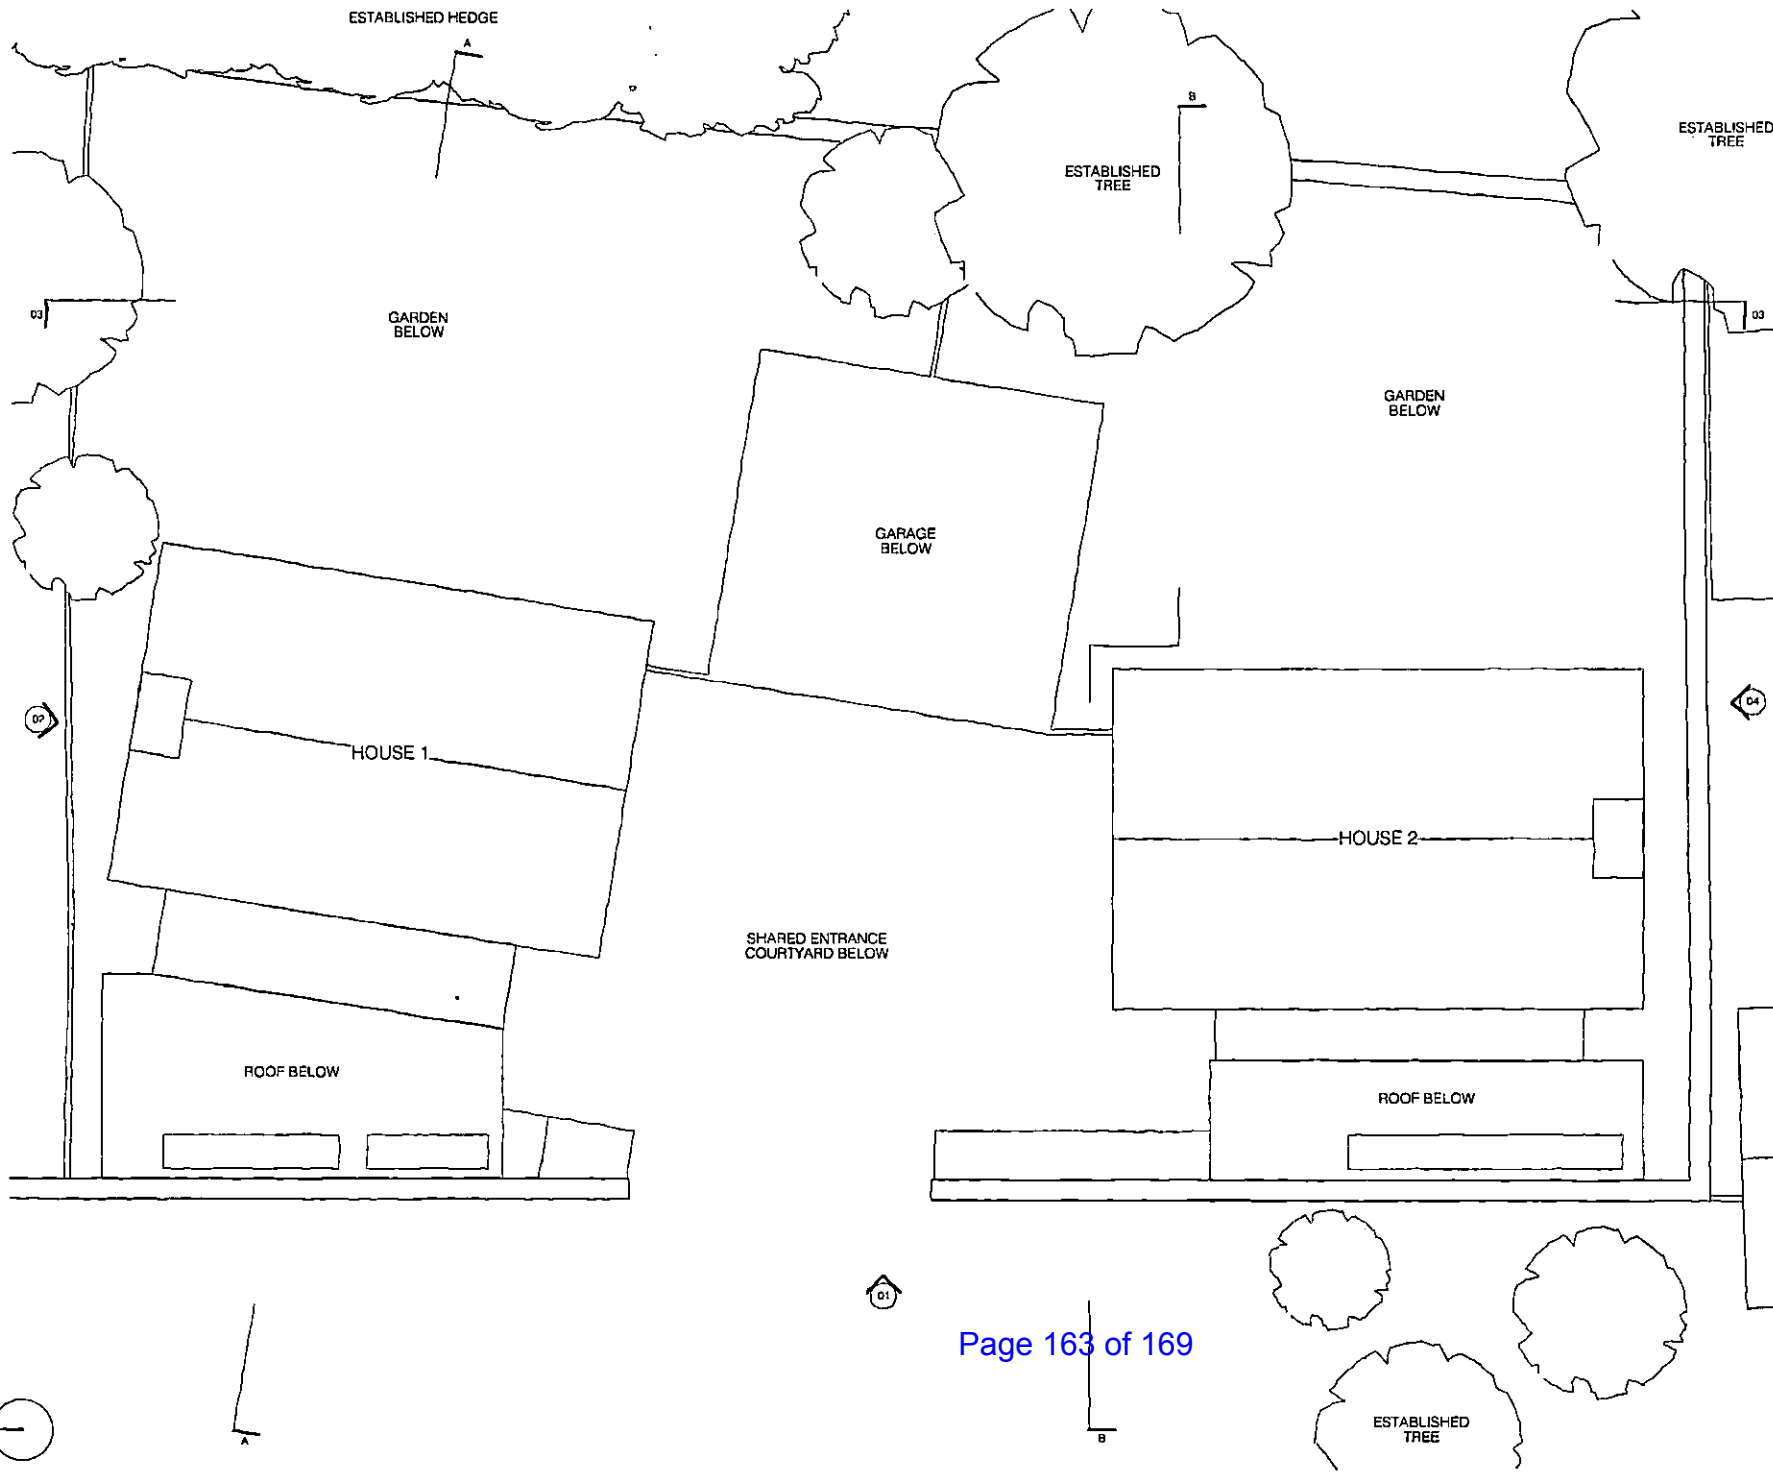 ESTABLISHED HEDGE
A
B
ESTABLISHED
TREE
ESTABLISHED
TREE
03
GARDEN
BELOW
03
GARDEN
BELOW
GARAGE
BELOW
02
HOUSE 1
04
HOUSE 2
SHARED ENTRANCE
COURTYARD BELOW
ROOF BELOW
ROOF BELOW
01
Page 163 of 169
ESTABLISHED
TREE
A
B